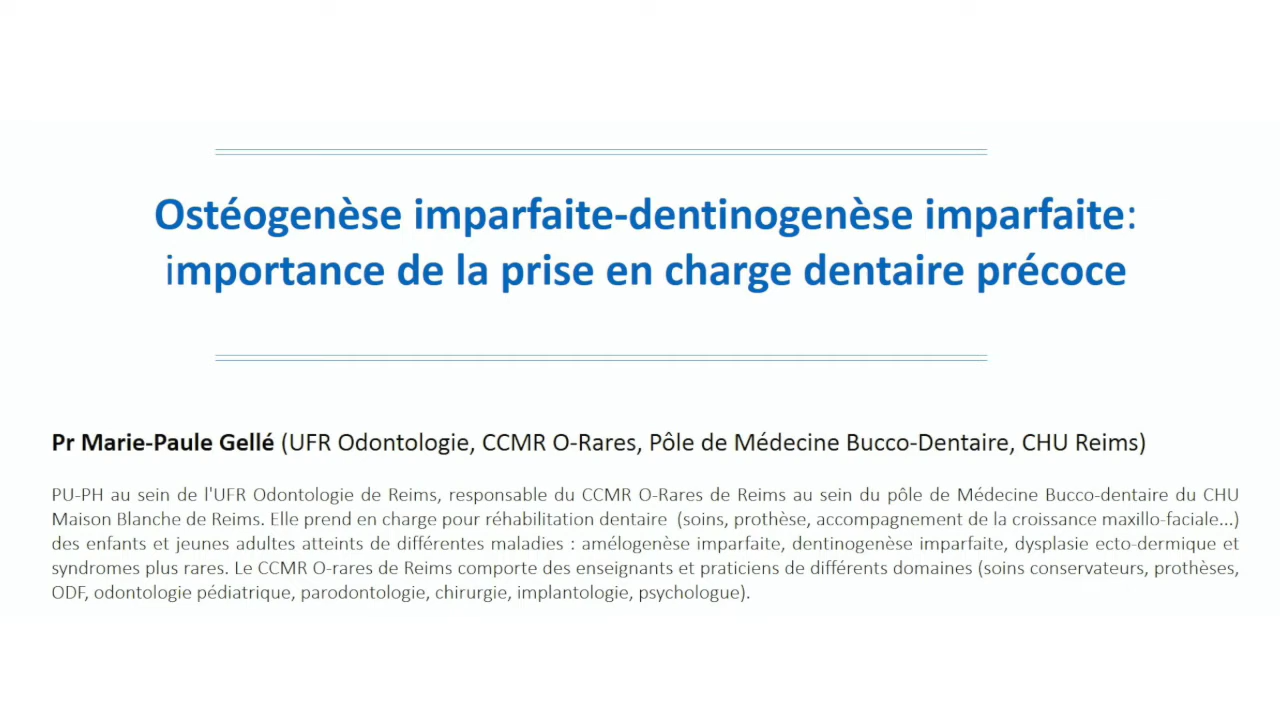 Ostéogenèse imparfaite-dentinogenèse imparfaite:
importance de la prise en charge dentaire précoce
Pr Marie-Paule Gellé (UFR Odontologie, CCMR O-Rares, Pôle de Médecine Bucco-Dentaire, CHU Reims)
PU-PH au sein de l'UFR Odontologie de Reims, responsable du CCMR O-Rares de Reims au sein du pôle de Médecine Bucco-dentaire du CHU
Maison Blanche de Reims. Elle prend en charge pour réhabilitation dentaire (soins, prothèse, accompagnement de la croissance maxillo-faciale...)
des enfants et jeunes adultes atteints de différentes maladies : amélogenèse imparfaite, dentinogenèse imparfaite, dysplasie ecto-dermique et
syndromes plus rares. Le CCMR O-rares de Reims comporte des enseignants et praticiens de différents domaines (soins conservateurs, prothèses,
ODF, odontologie pédiatrique, parodontologie, chirurgie, implantologie, psychologue).